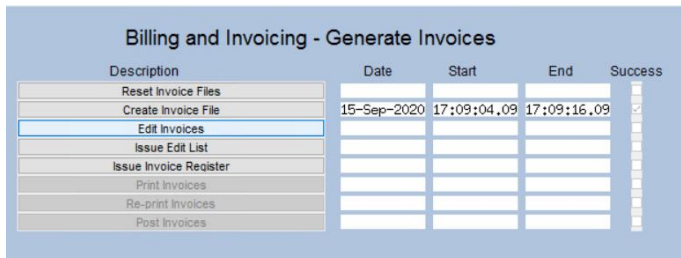 Billing and Invoicing - Generate Invoices
Description Date Start End Success
Reset Invoice Files
Create Invoice File 15-Sep-2020 17:09:04.09 17:09:16.09
Edit Invoices
Issue Edit List
Issue Invoice Register
Print Invoices
Re-print Invoices
Post Invoices